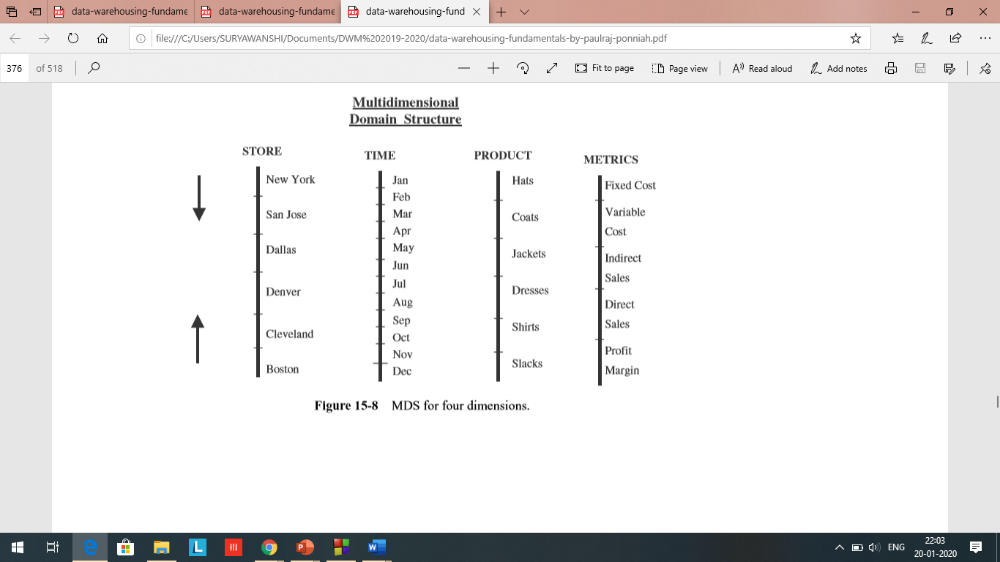 data-warehousing-fundame
data-warehousing-fundame
data-warehousing-fund
file:///C:/Users/SURYAWANSHI/Documents/DWM%202019-2020/data-warehousing-fundamentals-by-paulraj-ponniah.pdf
376 of 518
Fit to page
Page view
Read aloud
Add notes
Multidimensional
Domain Structure
STORE
New York
San Jose
Dallas
Denver
Cleveland
Boston
TIME
Jan
Feb
Mar
Apr
May
Jun
Jul
Aug
Sep
Oct
Nov
Dec
PRODUCT
Hats
Coats
Jackets
Dresses
Shirts
Slacks
METRICS
Fixed Cost
Variable
Cost
Indirect
Sales
Direct
Sales
Profit
Margin
Figure 15-8 MDS for four dimensions.
ENG
22:03
20-01-2020